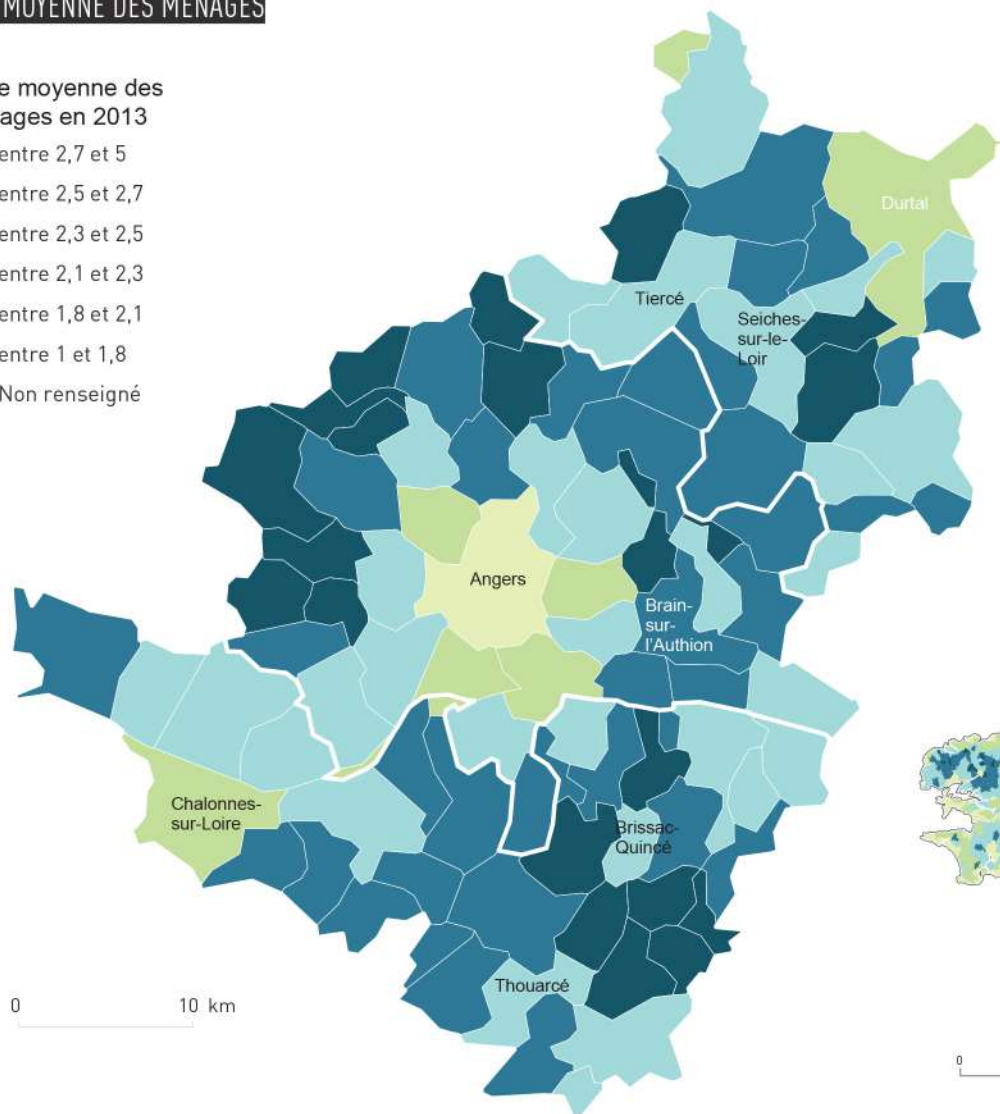 MOYENNE DES MÉNAGES
e moyenne des
ages en 2013
entre 2,7 et 5
entre 2,5 et 2,7
entre 2,3 et 2,5
entre 2,1 et 2,3
entre 1,8 et 2,1
entre 1 et 1,8
Non renseigné
Durtal
Tiercé
Seiches-
sur-le-
Loir
Angers
Brain-
sur-
l'Authion
Chalonnes-
sur-Loire
Brissac-
Quincé
Thouarcé
0 10 km
0